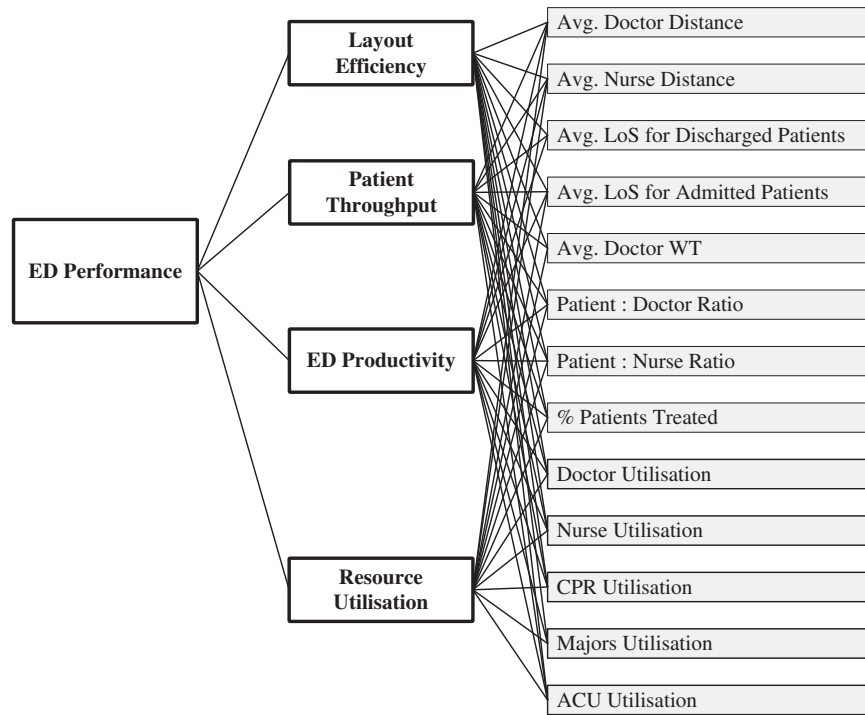 ED Performance
Layout
Efficiency
Patient
Throughput
ED Productivity
Resource
Utilisation
Avg. Doctor Distance
Avg. Nurse Distance
Avg. LoS for Discharged Patients
Avg. LoS for Admitted Patients
Avg. Doctor WT
Patient : Doctor Ratio
Patient : Nurse Ratio
% Patients Treated
Doctor Utilisation
Nurse Utilisation
CPR Utilisation
Majors Utilisation
ACU Utilisation